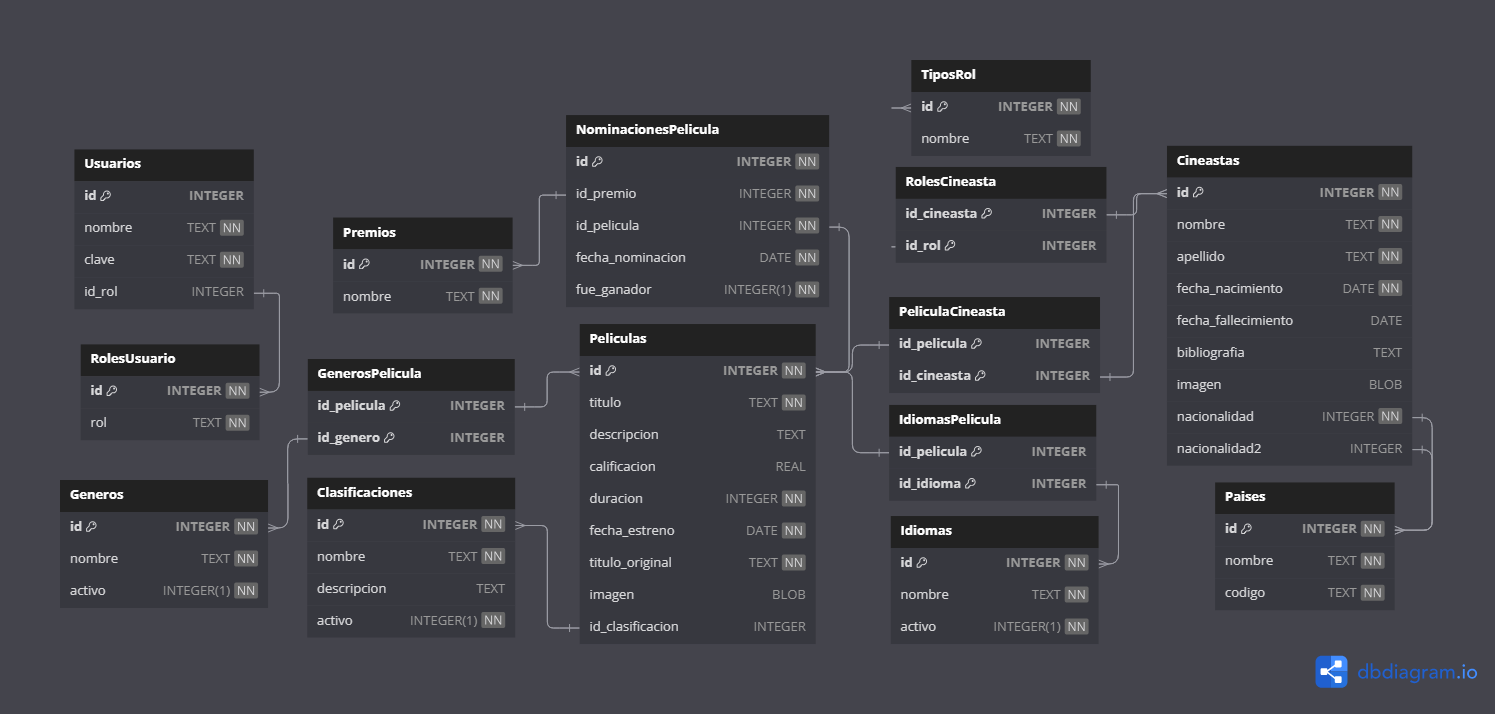 Usuarios
id INTEGER
nombre TEXT NN
clave TEXT NN
id_rol INTEGER
RolesUsuario
id INTEGER NN
rol TEXT NN
Generos
id INTEGER NN
nombre TEXT NN
activo INTEGER(1) NN
Premios
id INTEGER NN
nombre TEXT NN
GenerosPelicula
id_pelicula INTEGER
id_genero INTEGER
Clasificaciones
id INTEGER NN
nombre TEXT NN
descripcion TEXT
activo INTEGER(1) NN
NominacionesPelicula
id INTEGER NN
id_premio INTEGER NN
id_pelicula INTEGER NN
fecha_nominacion DATE NN
fue_ganador INTEGER(1) NN
Peliculas
id INTEGER NN
titulo TEXT NN
descripcion TEXT
calificacion REAL
duracion INTEGER NN
fecha_estreno DATE NN
titulo_original TEXT NN
imagen BLOB
id_clasificacion INTEGER
TiposRol
id INTEGER NN
nombre TEXT NN
RolesCineasta
id_cineasta INTEGER
id_rol INTEGER
PeliculaCineasta
id_pelicula INTEGER
id_cineasta INTEGER
IdiomasPelicula
id_pelicula INTEGER
id_idioma INTEGER
Idiomas
id INTEGER NN
nombre TEXT NN
activo INTEGER(1) NN
Cineastas
id INTEGER NN
nombre TEXT NN
apellido TEXT NN
fecha_nacimiento DATE NN
fecha_fallecimiento DATE
bibliografia TEXT
imagen BLOB
nacionalidad INTEGER NN
nacionalidad2 INTEGER
Paises
id INTEGER NN
nombre TEXT NN
codigo TEXT NN
dbdiagram.io